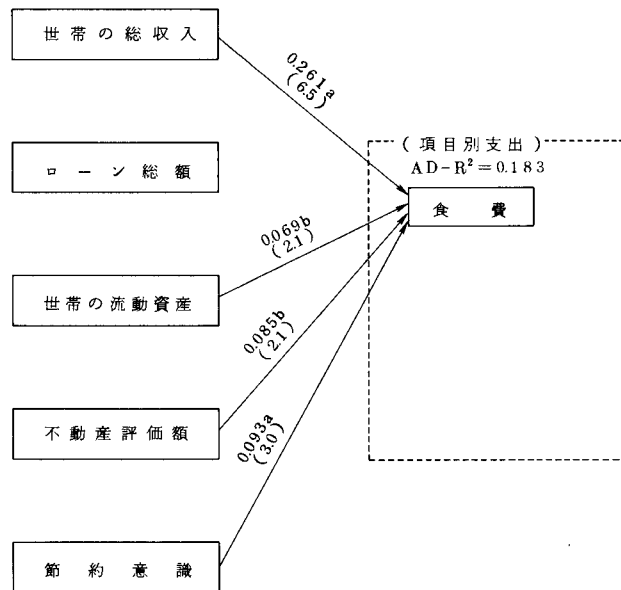 世帯の総収入
0.261a
(6.5)
(項目別支出)
AD-R²=0.183
ローン総額
食費
0.069b
(2.1)
世帯の流動資産
0.085b
(2.1)
不動産評価額
0.093a
(3.0)
節約意識